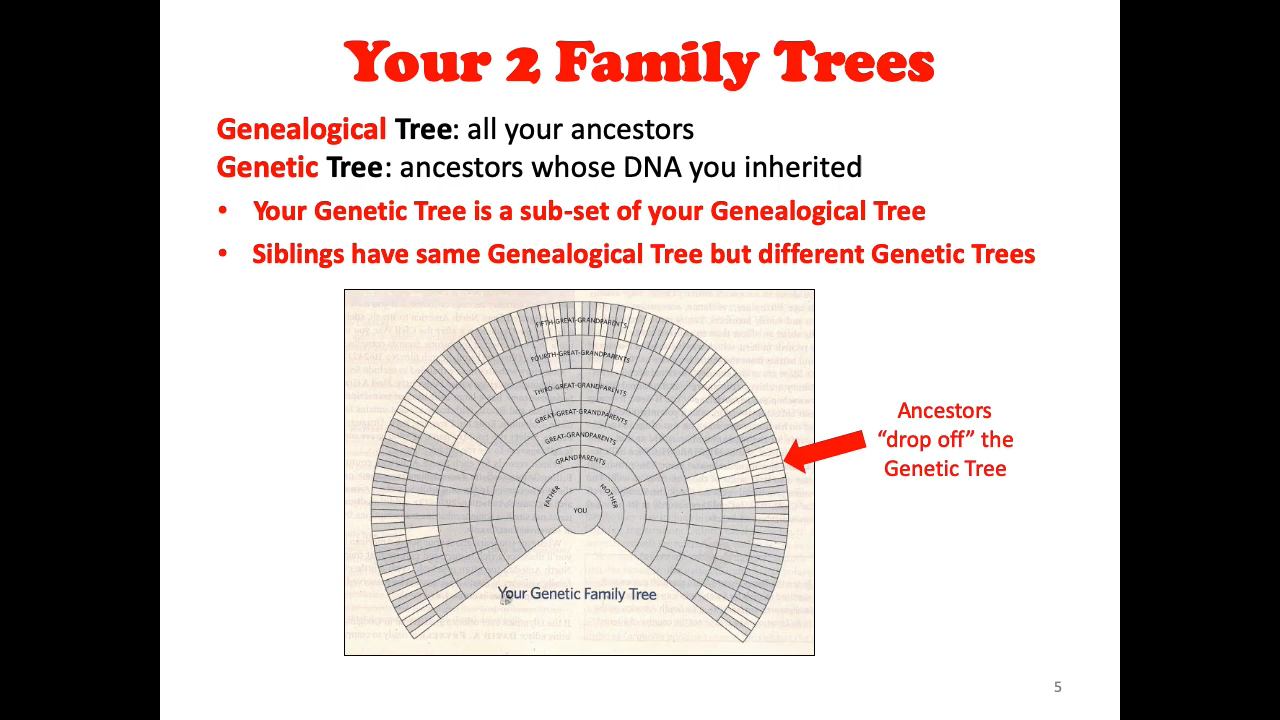 Your 2 Family Trees
Genealogical Tree: all your ancestors
Genetic Tree: ancestors whose DNA you inherited
• Your Genetic Tree is a sub-set of your Genealogical Tree
• Siblings have same Genealogical Tree but different Genetic Trees
FIFTH-GREAT-GRANDPARENTS
FOURTH-GREAT-GRANDPARENTS
THIRD-GREAT-GRANDPARENTS
GREAT-GREAT-GRANDPARENTS
GREAT-GRANDPARENTS
GRANDPARENTS
FATHER
MOTHER
YOU
Your Genetic Family Tree
Ancestors
“drop off” the
Genetic Tree
5